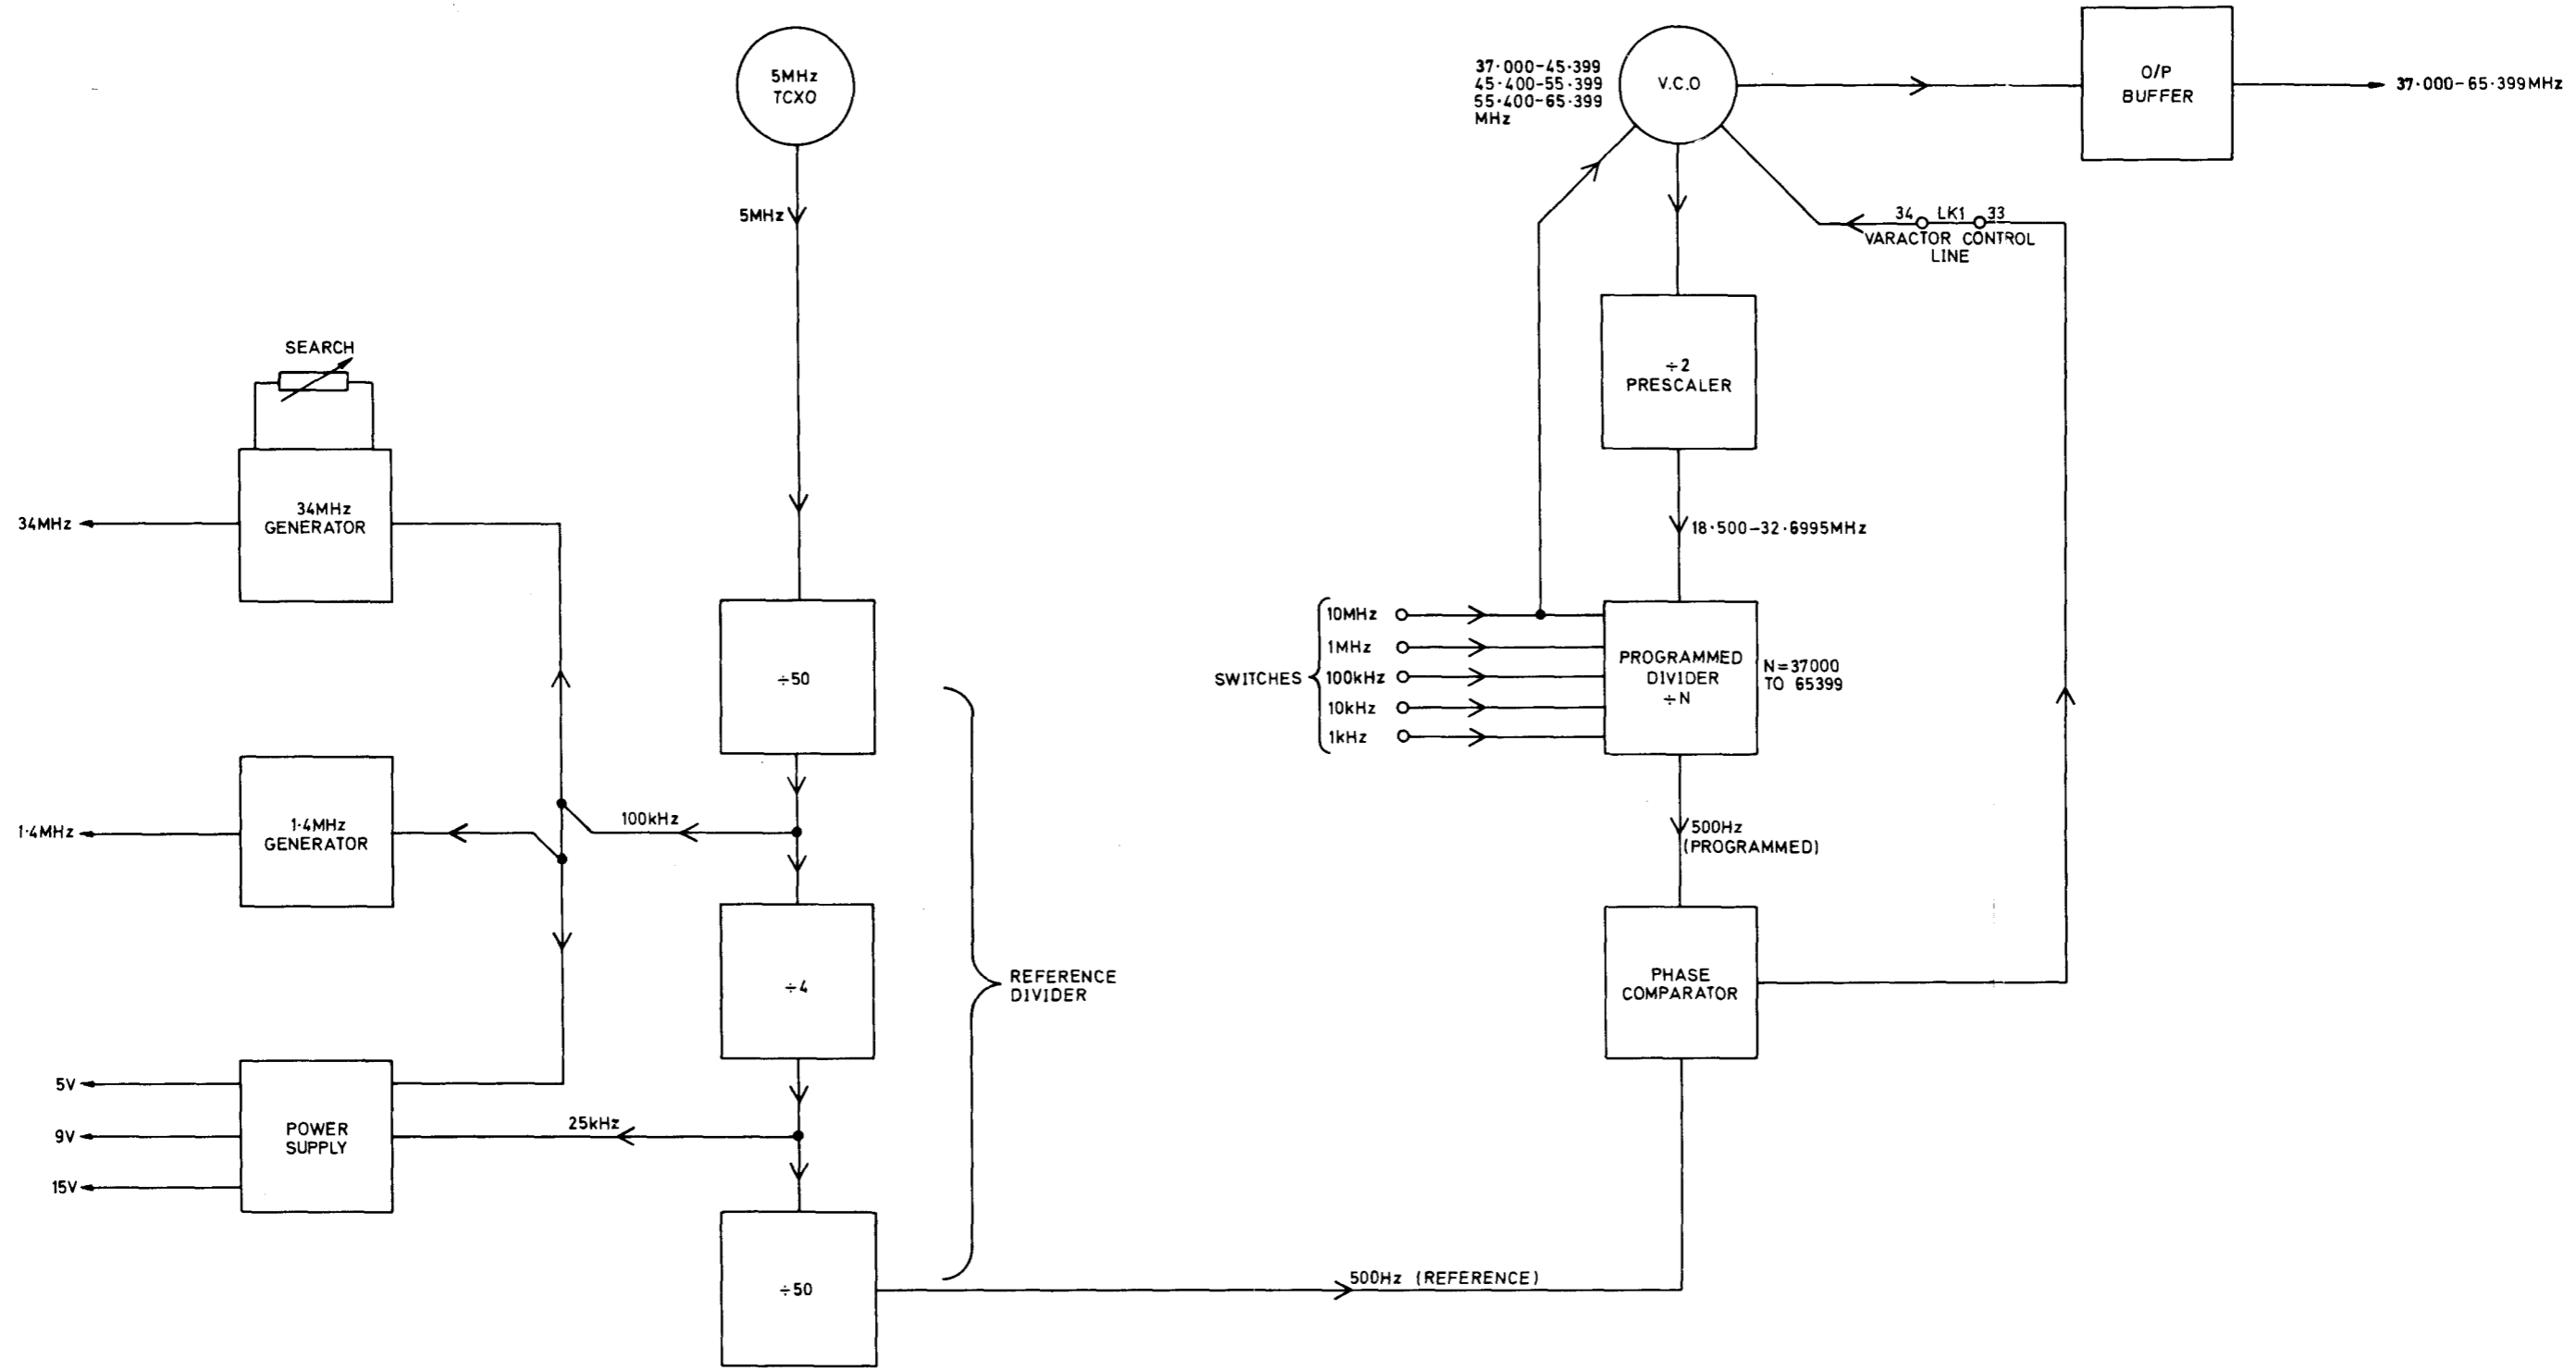 5MHz
TCXO
5MHz
37·000-45·399
45·400-55·399
55·400-65·399
MHz
V.C.O
O/P
BUFFER
37·000-65·399MHz
34 LK1 33
VARACTOR CONTROL
LINE
÷2
PRESCALER
18·500-32·6995MHz
SEARCH
34MHz
34MHz
GENERATOR
÷50
SWITCHES
10MHz
1MHz
100kHz
10kHz
1kHz
PROGRAMMED
DIVIDER
÷N
N=37000
TO 65399
500Hz
(PROGRAMMED)
1·4MHz
1·4MHz
GENERATOR
100kHz
÷4
REFERENCE
DIVIDER
PHASE
COMPARATOR
5V
9V
15V
POWER
SUPPLY
25kHz
÷50
500Hz (REFERENCE)